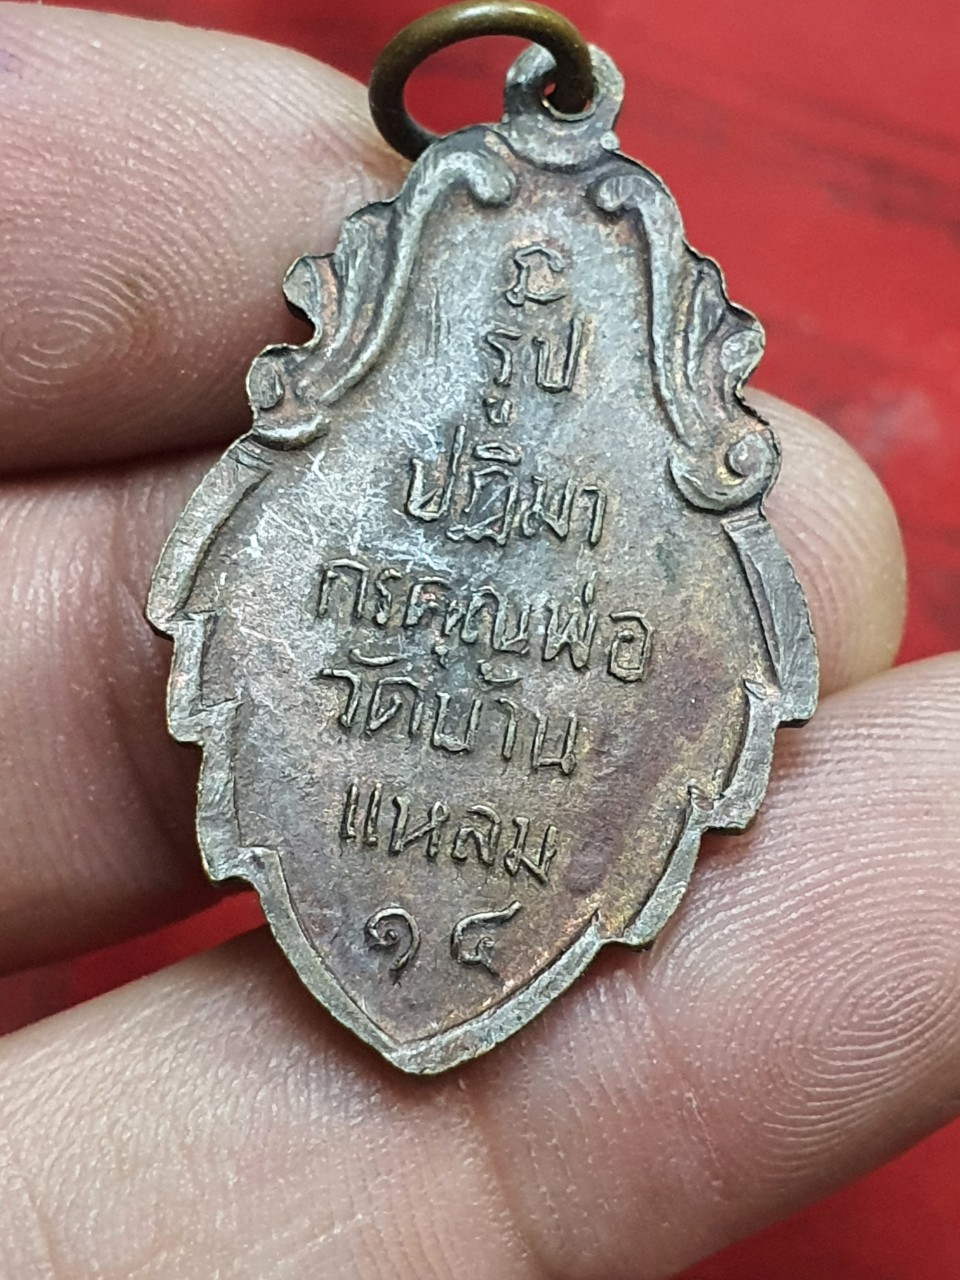 รูป
ปฏิมา
กรคุณพ่อ
วัดบ้าน
แหลม
๑๔